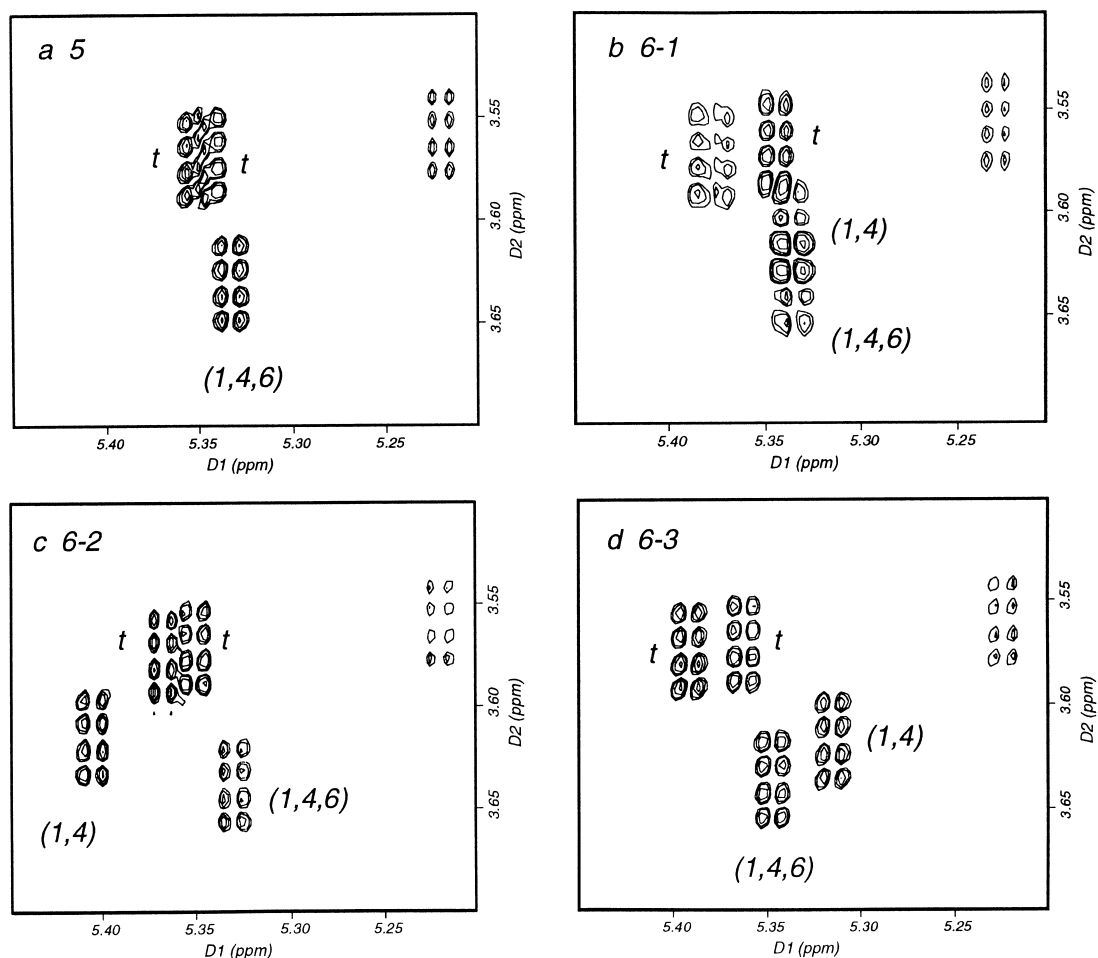 a 5
t
t
(1,4,6)
3.55
3.60
3.65
D2 (ppm)
5.40
5.35
5.30
5.25
D1 (ppm)
b 6-1
t
t
(1,4)
(1,4,6)
3.55
3.60
3.65
D2 (ppm)
5.40
5.35
5.30
5.25
D1 (ppm)
c 6-2
t
t
(1,4,6)
(1,4)
3.55
3.60
3.65
D2 (ppm)
5.40
5.35
5.30
5.25
D1 (ppm)
d 6-3
t
t
(1,4)
(1,4,6)
3.55
3.60
3.65
D2 (ppm)
5.40
5.35
5.30
5.25
D1 (ppm)